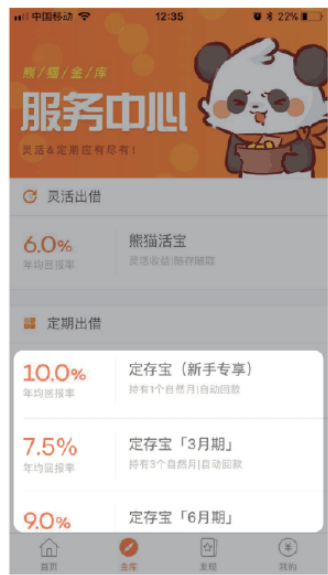 中国移动 12:35 22%
熊/猫/金/库
服务中心
灵活&定期应有尽有!
灵活出借
6.0% 熊猫活宝
年均回报率 灵活收益|随存随取
定期出借
10.0% 定存宝(新手专享)
年均回报率 持有1个自然月|自动回款
7.5% 定存宝「3月期」
年均回报率 持有3个自然月|自动回款
9.0% 定存宝「6月期」
首页 金库 发现 我的